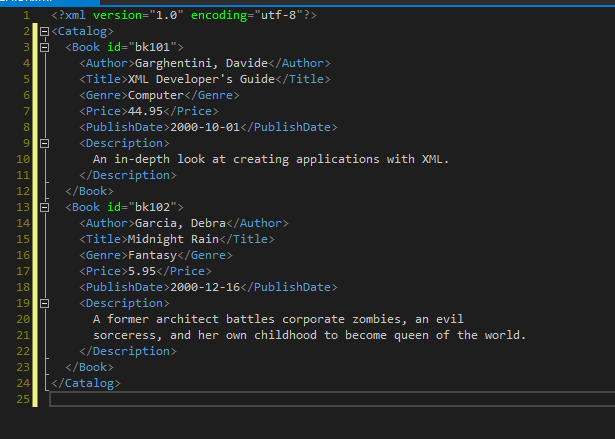 1 <?xml version="1.0" encoding="utf-8"?>
2 <Catalog>
3 <Book id="bk101">
4 <Author>Garghentini, Davide</Author>
5 <Title>XML Developer's Guide</Title>
6 <Genre>Computer</Genre>
7 <Price>44.95</Price>
8 <PublishDate>2000-10-01</PublishDate>
9 <Description>
10 An in-depth look at creating applications with XML.
11 </Description>
12 </Book>
13 <Book id="bk102">
14 <Author>Garcia, Debra</Author>
15 <Title>Midnight Rain</Title>
16 <Genre>Fantasy</Genre>
17 <Price>5.95</Price>
18 <PublishDate>2000-12-16</PublishDate>
19 <Description>
20 A former architect battles corporate zombies, an evil
21 sorceress, and her own childhood to become queen of the world.
22 </Description>
23 </Book>
24 </Catalog>
25